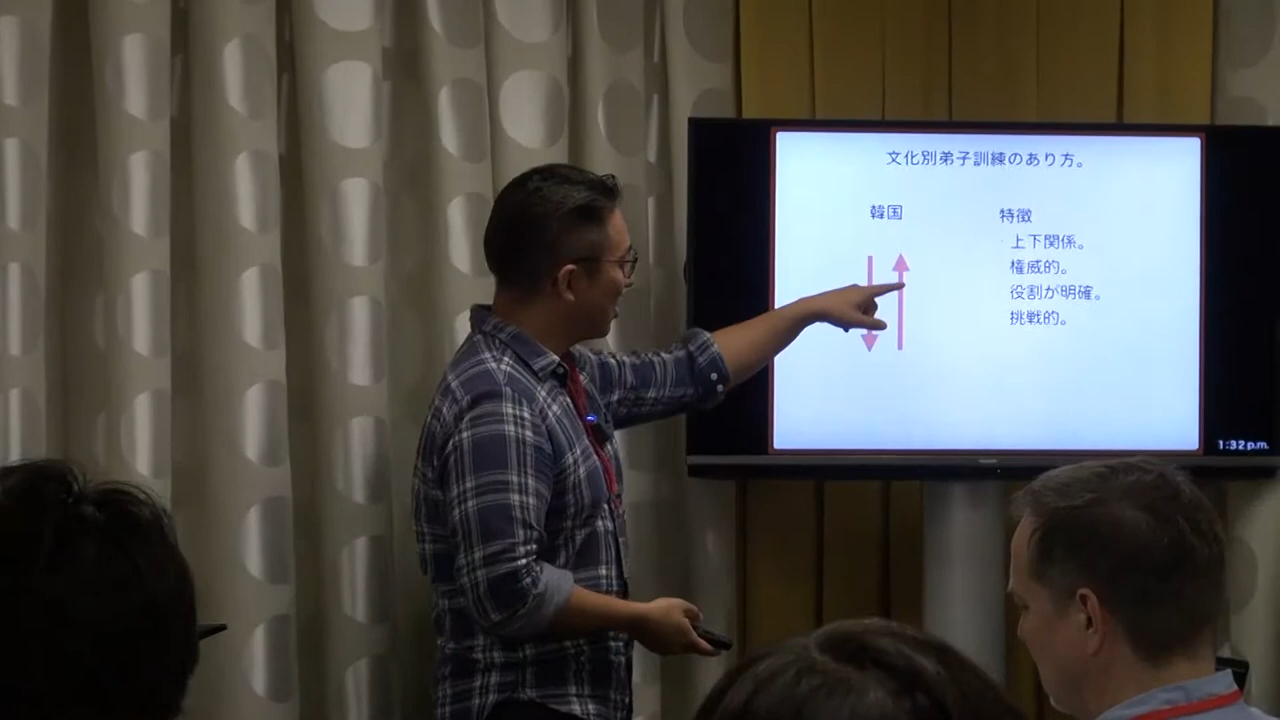 文化別弟子訓練のあり方。
韓国
特徴
上下関係。
権威的。
役割が明確。
挑戦的。
1:32 p.m.